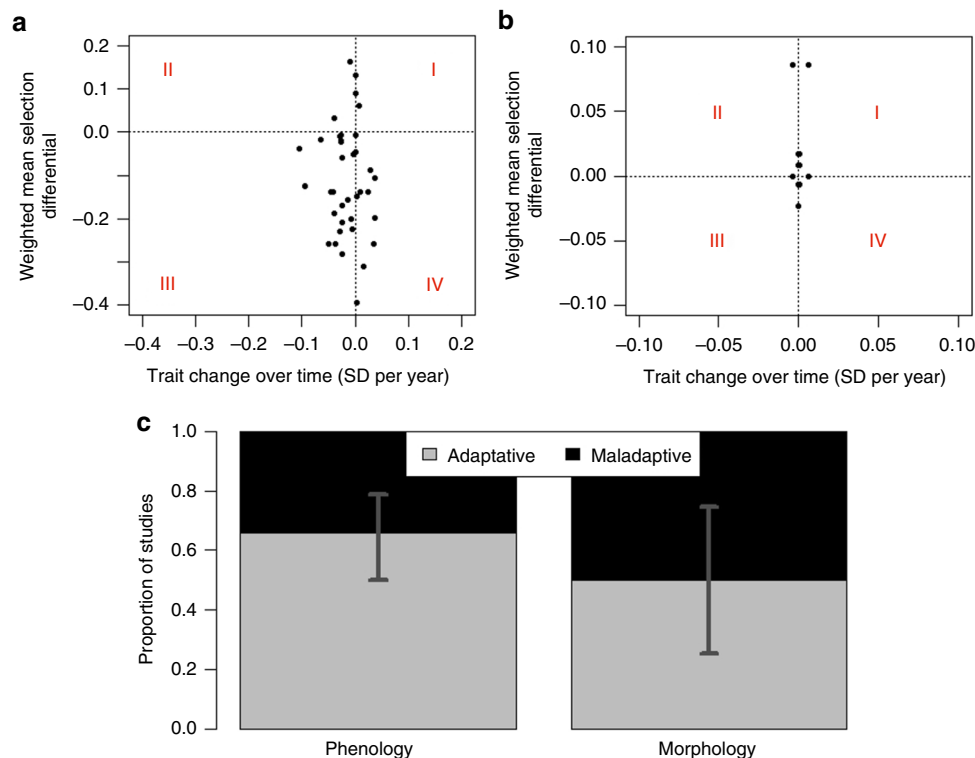 a
Weighted mean selection
differential
0.2
0.1
0.0
−0.2
−0.4
II
I
III
IV
−0.4 −0.3 −0.2 −0.1 0.0 0.1 0.2
Trait change over time (SD per year)
b
Weighted mean selection
differential
0.10
0.05
0.00
−0.05
−0.10
II
I
III
IV
−0.10 −0.05 0.00 0.05 0.10
Trait change over time (SD per year)
c
Proportion of studies
1.0
0.8
0.6
0.4
0.2
0.0
Adaptative Maladaptive
Phenology Morphology